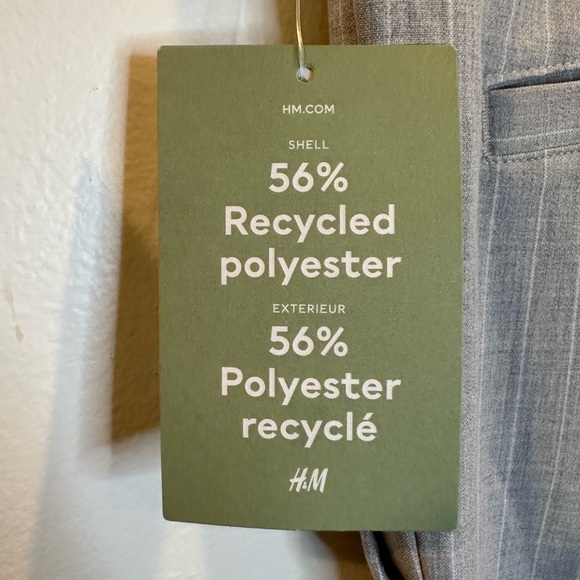 HM.COM
SHELL
56%
Recycled
polyester
EXTERIEUR
56%
Polyester
recyclé
H&M